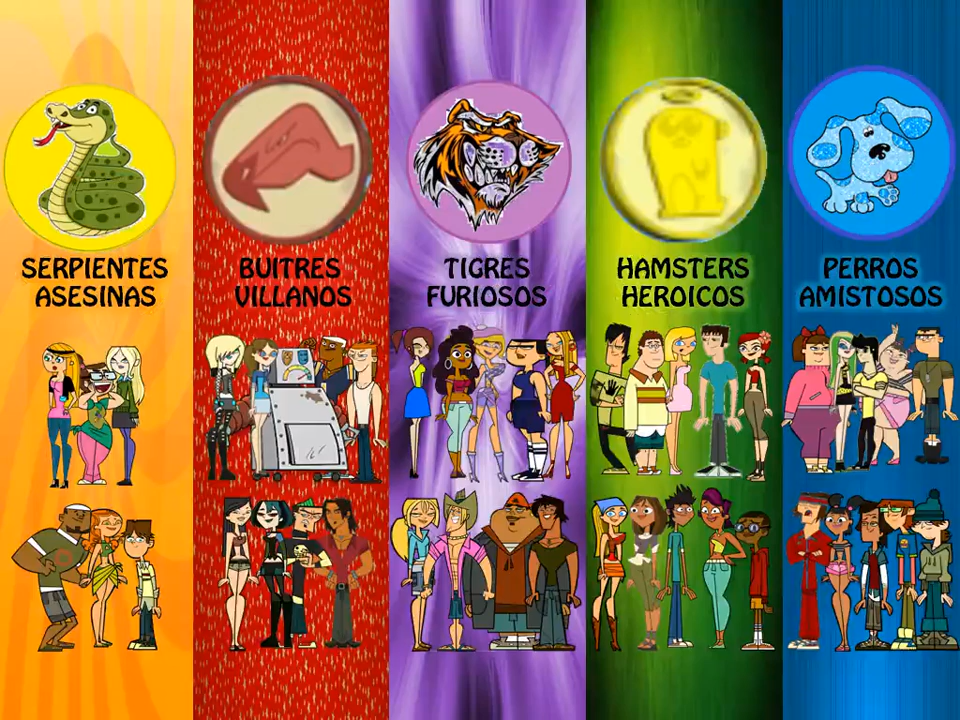 SERPIENTES
ASESINAS
BUITRES
VILLANOS
TIGRES
FURIOSOS
HAMSTERS
HEROICOS
PERROS
AMISTOSOS